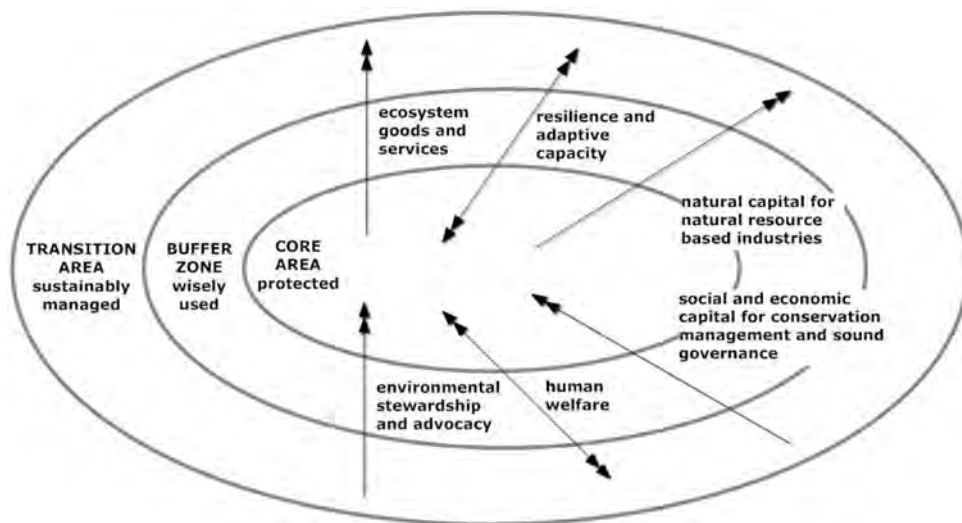 ecosystem
goods and
services
resilience and
adaptive
capacity
natural capital for
natural resource
based industries
TRANSITION
AREA
sustainably
managed
BUFFER
ZONE
wisely
used
CORE
AREA
protected
social and economic
capital for conservation
management and sound
governance
environmental
stewardship
and advocacy
human
welfare